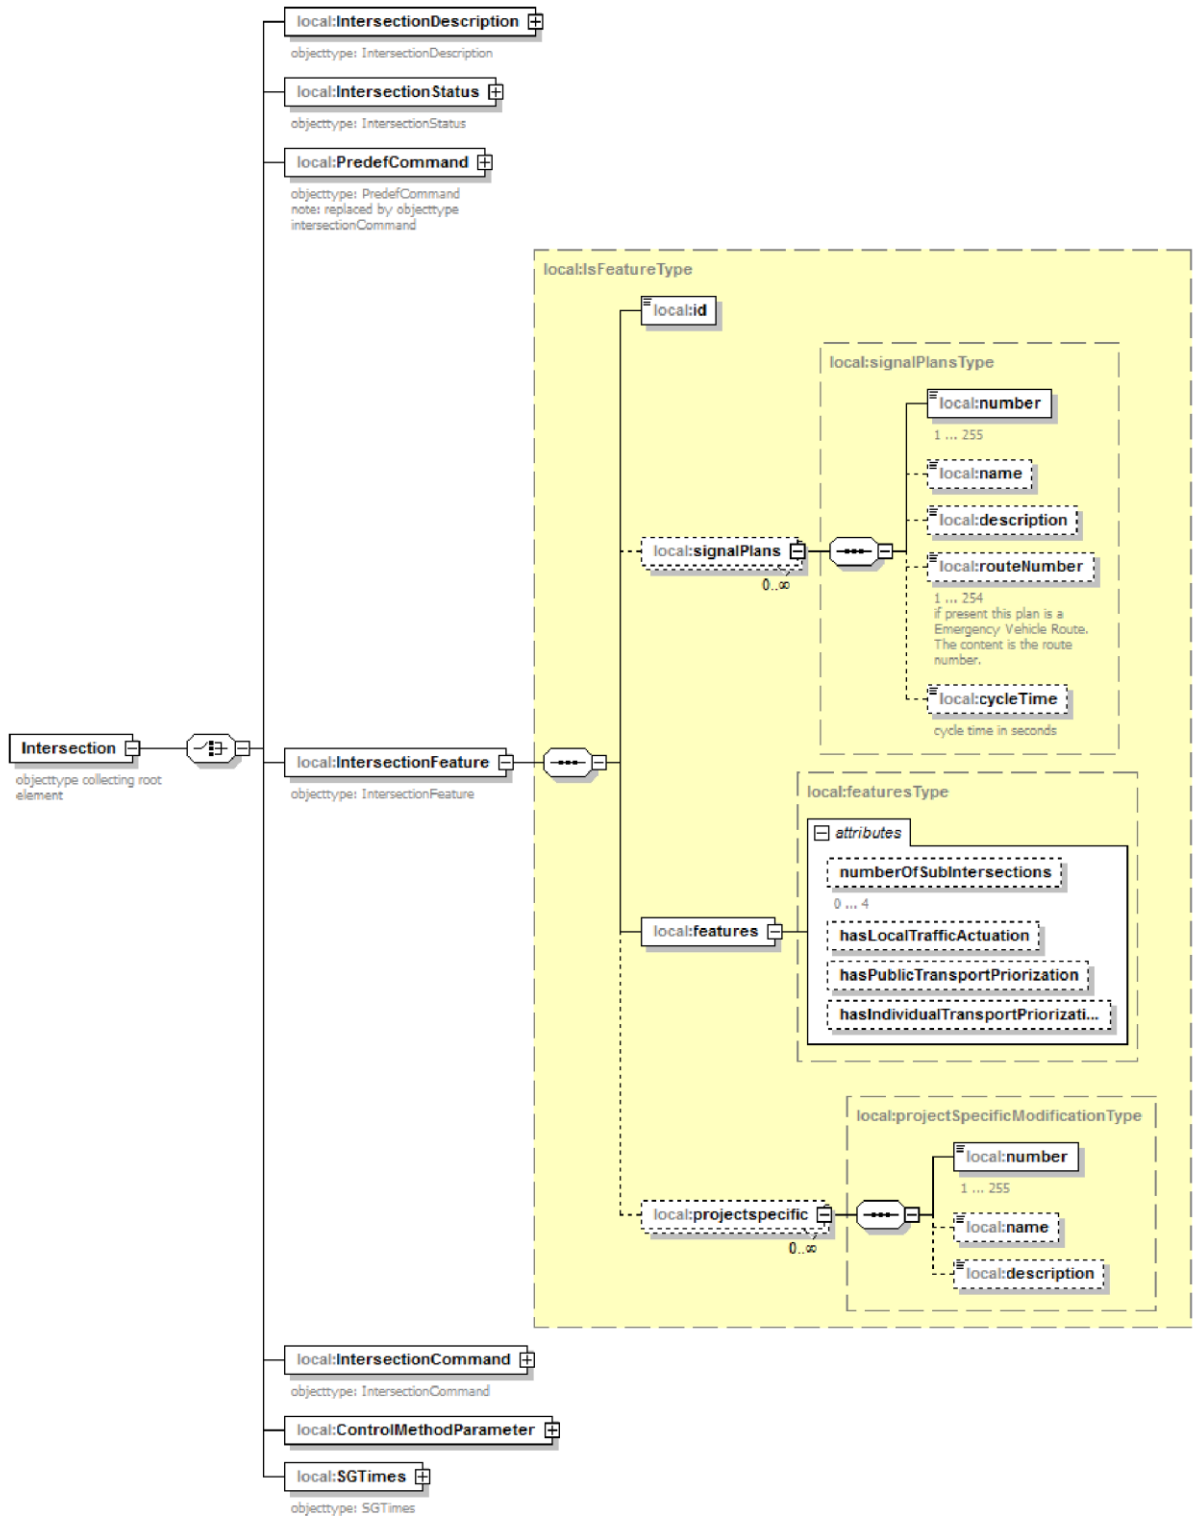 local:IntersectionDescription
objecttype: IntersectionDescription
local:IntersectionStatus
objecttype: IntersectionStatus
local:PredefCommand
objecttype: PredefCommand
note: replaced by objecttype
intersectionCommand
local:IsFeatureType
local:id
local:signalPlansType
local:number
1 ... 255
local:name
local:description
local:signalPlans
0..∞
local:routeNumber
1 ... 254
if present this plan is a
Emergency Vehicle Route.
The content is the route
number.
local:cycleTime
cycle time in seconds
Intersection
objecttype collecting root
element
local:IntersectionFeature
objecttype: IntersectionFeature
local:featuresType
attributes
numberOfSubIntersections
0 ... 4
local:features
hasLocalTrafficActuation
hasPublicTransportPriorization
hasIndividualTransportPriorizati...
local:projectSpecificModificationType
local:number
1 ... 255
local:projectspecific
0..∞
local:name
local:description
local:IntersectionCommand
objecttype: IntersectionCommand
local:ControlMethodParameter
local:SGTimes
objecttype: SGTimes